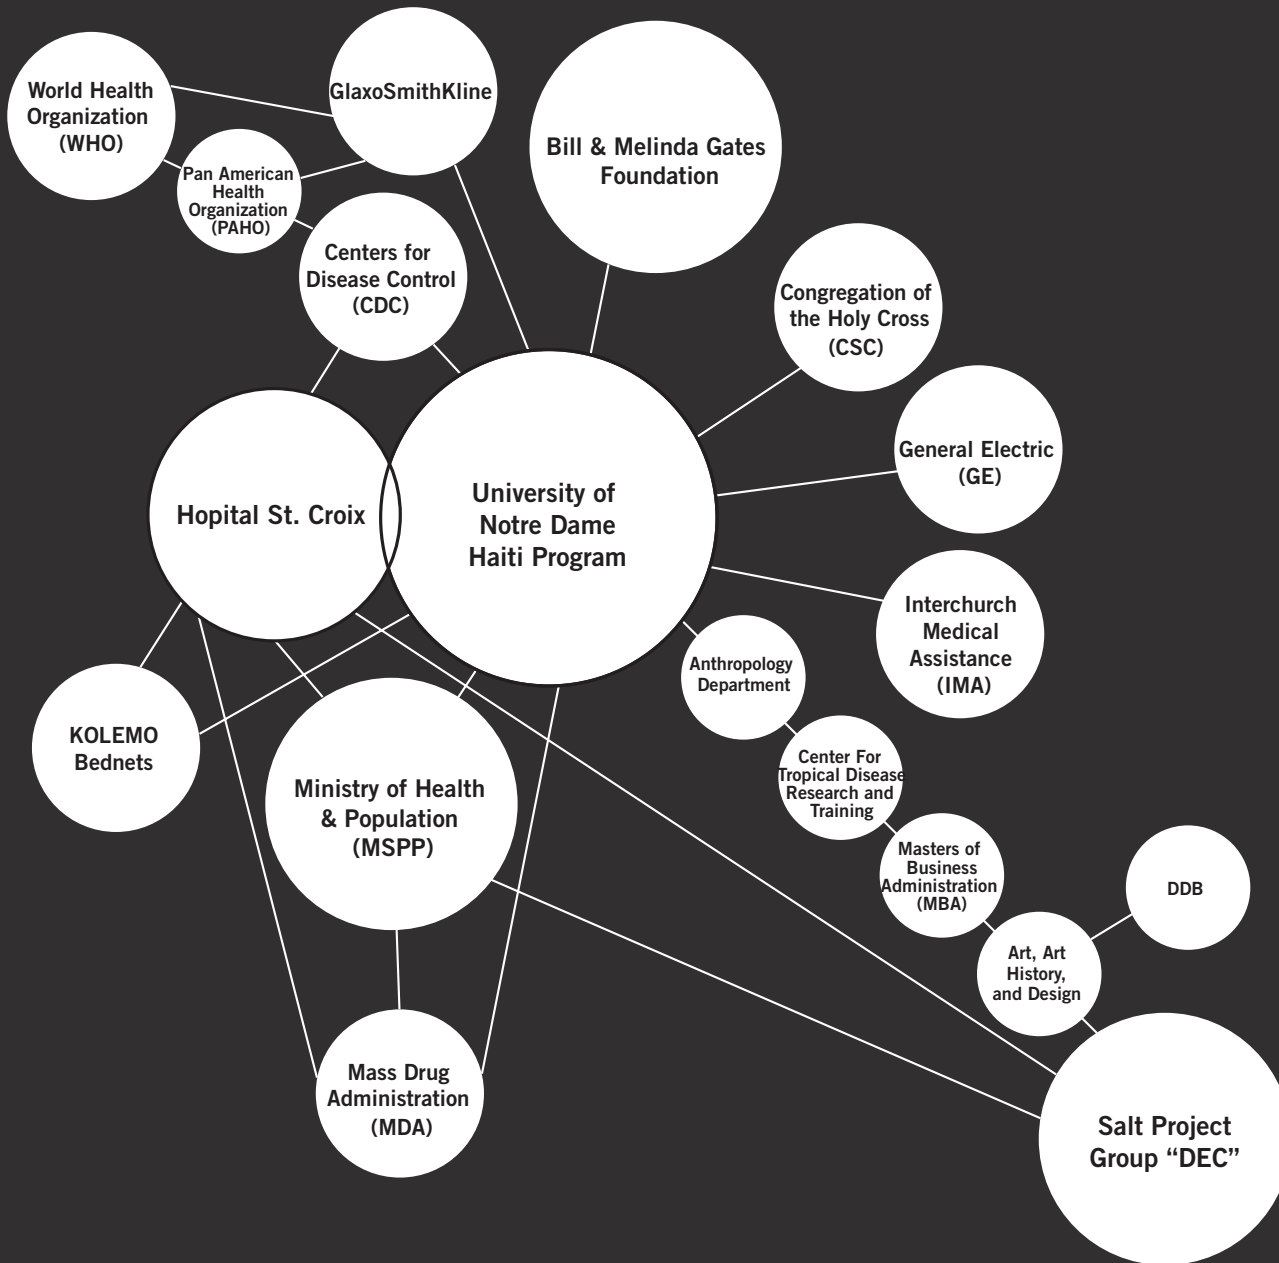 World Health
Organization
(WHO)
GlaxoSmithKline
Bill & Melinda Gates
Foundation
Pan American
Health
Organization
(PAHO)
Centers for
Disease Control
(CDC)
Congregation of
the Holy Cross
(CSC)
General Electric
(GE)
Hopital St. Croix
University of
Notre Dame
Haiti Program
Interchurch
Medical
Assistance
(IMA)
Anthropology
Department
KOLEMO
Bednets
Ministry of Health
& Population
(MSPP)
Center For
Tropical Disease
Research and
Training
Masters of
Business
Administration
(MBA)
DDB
Art, Art
History,
and Design
Mass Drug
Administration
(MDA)
Salt Project
Group “DEC”